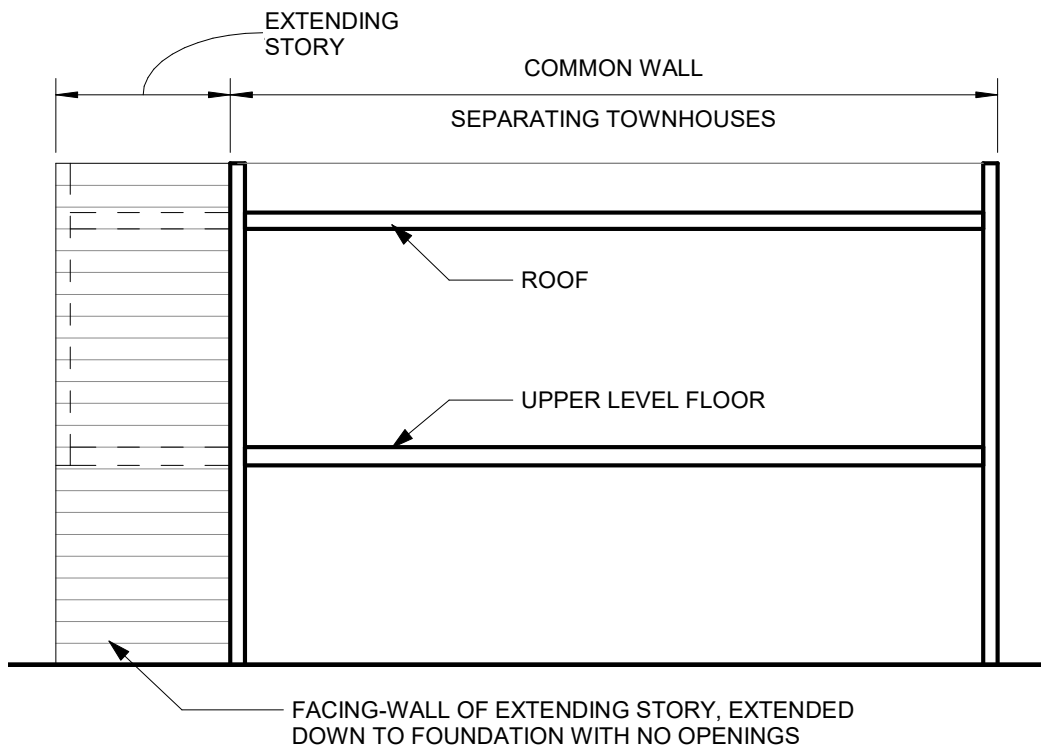 EXTENDING
STORY
COMMON WALL
SEPARATING TOWNHOUSES
ROOF
UPPER LEVEL FLOOR
FACING-WALL OF EXTENDING STORY, EXTENDED
DOWN TO FOUNDATION WITH NO OPENINGS